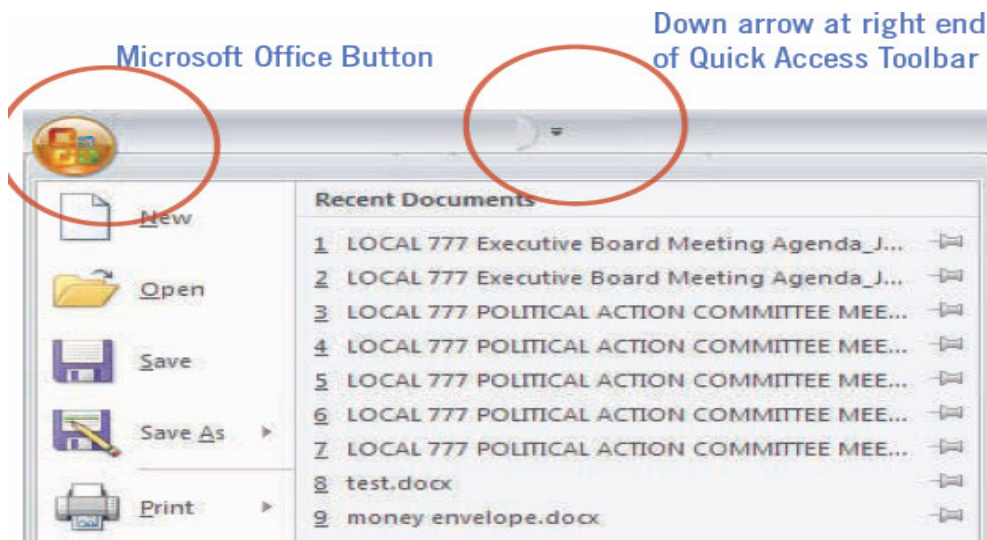 Down arrow at right end
Microsoft Office Button
of Quick Access Toolbar
New
Open
Save
Save As
Print
Recent Documents
1 LOCAL 777 Executive Board Meeting Agenda_J...
2 LOCAL 777 Executive Board Meeting Agenda_J...
3 LOCAL 777 POLITICAL ACTION COMMITTEE MEE...
4 LOCAL 777 POLITICAL ACTION COMMITTEE MEE...
5 LOCAL 777 POLITICAL ACTION COMMITTEE MEE...
6 LOCAL 777 POLITICAL ACTION COMMITTEE MEE...
7 LOCAL 777 POLITICAL ACTION COMMITTEE MEE...
8 test.docx
9 money envelope.docx